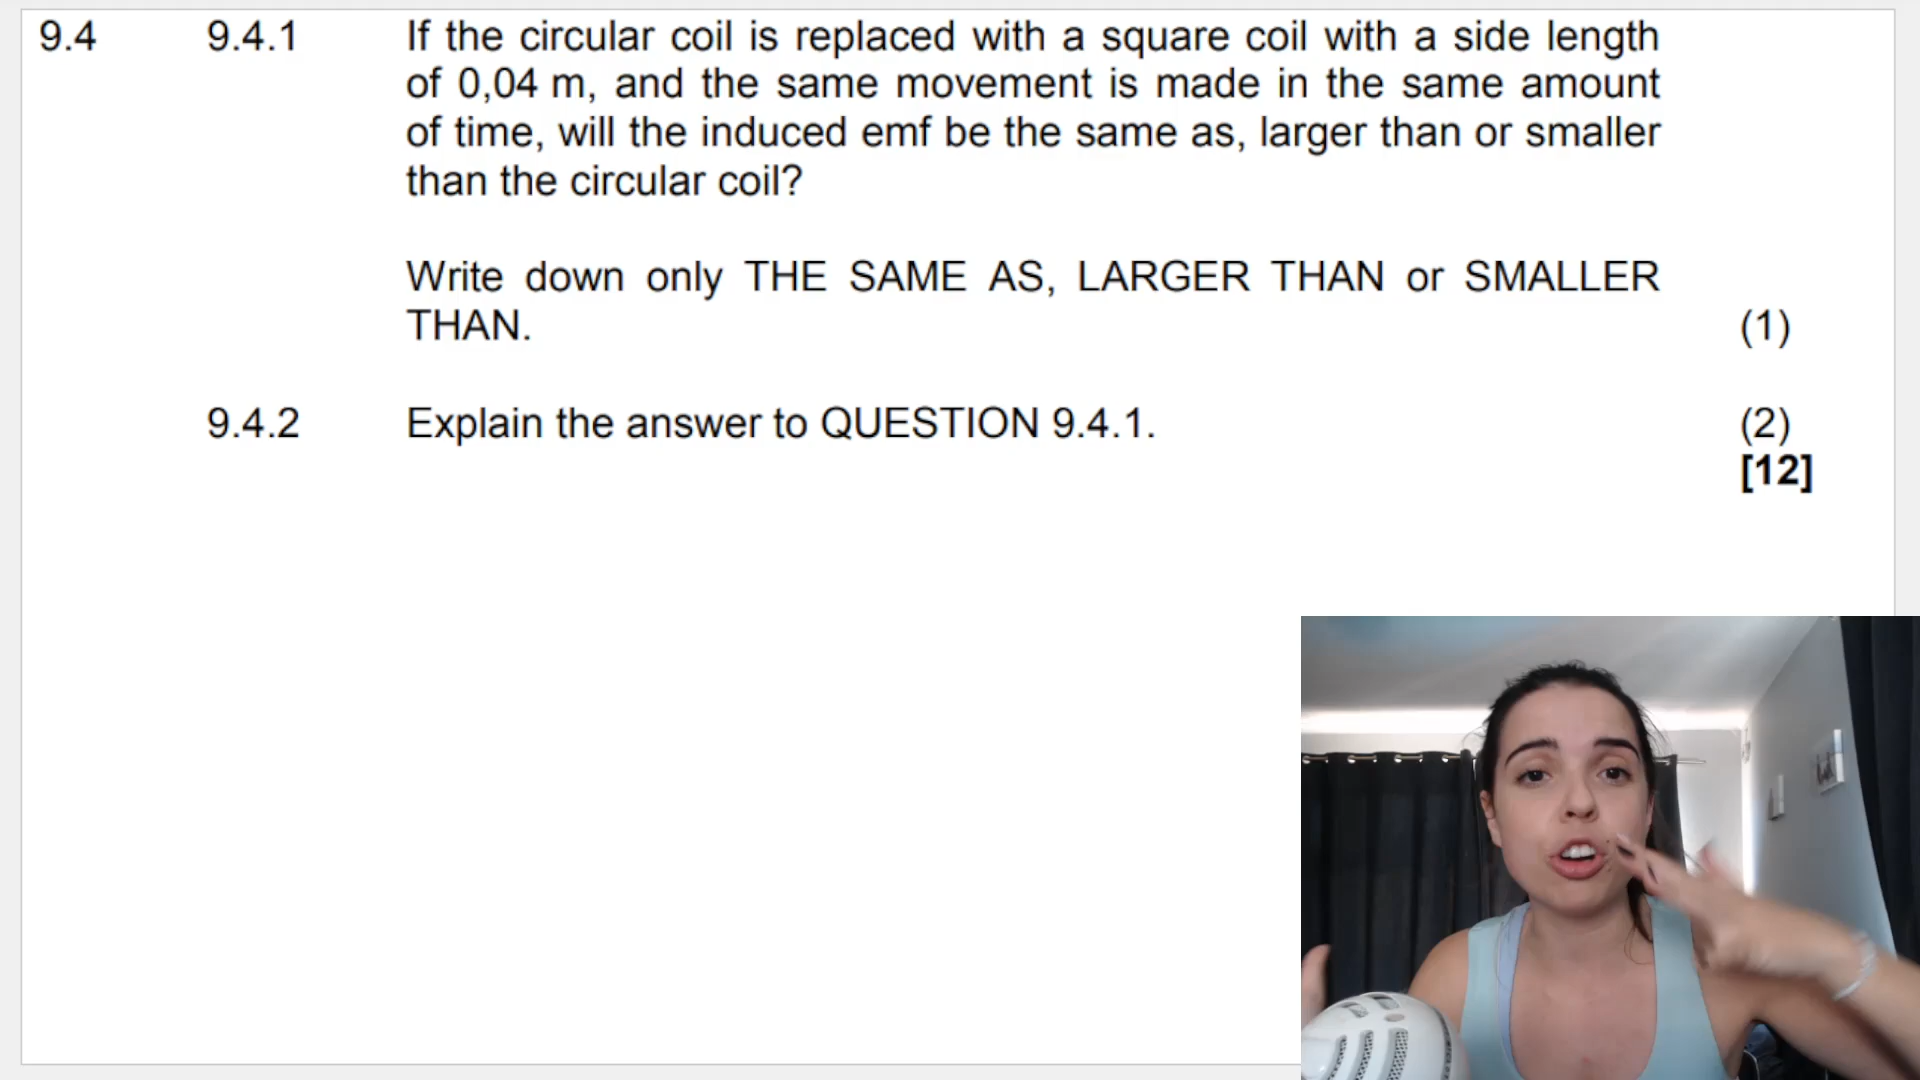 9.4 9.4.1 If the circular coil is replaced with a square coil with a side length
of 0,04 m, and the same movement is made in the same amount
of time, will the induced emf be the same as, larger than or smaller
than the circular coil?
Write down only THE SAME AS, LARGER THAN or SMALLER
THAN. (1)
9.4.2 Explain the answer to QUESTION 9.4.1. (2)
[12]